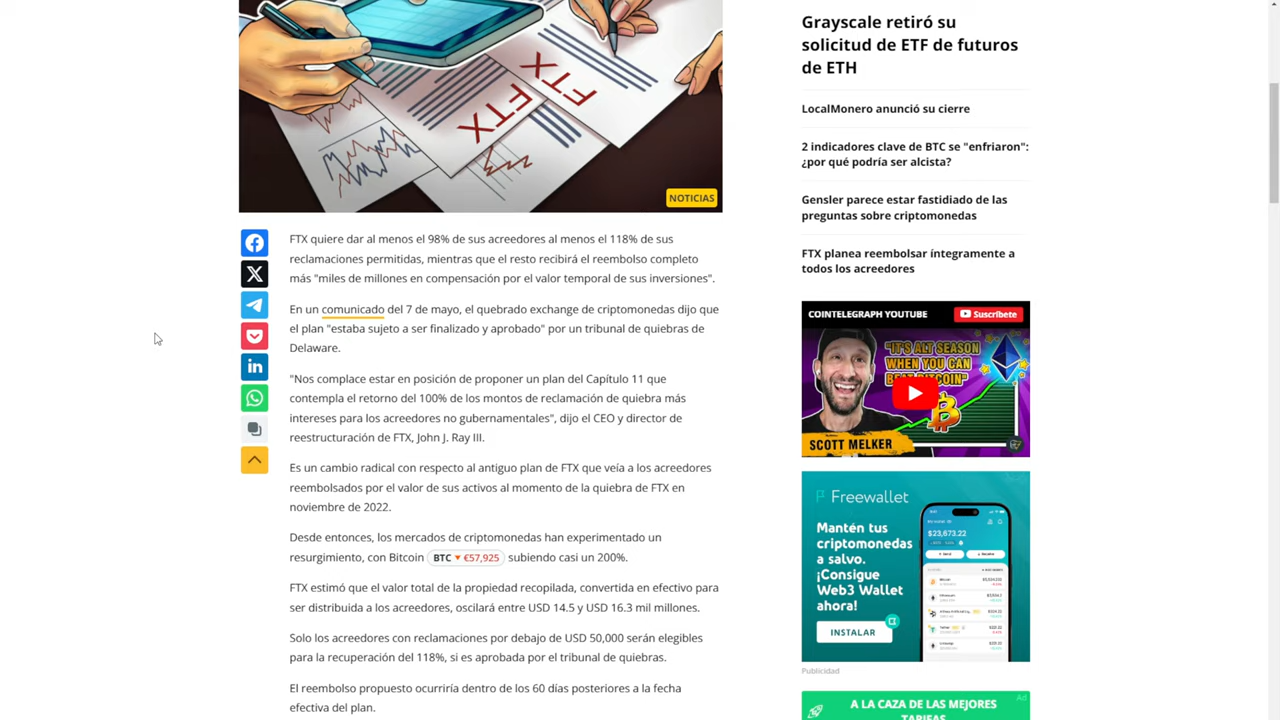 FTX
FTX
NOTICIAS
FTX quiere dar al menos el 98% de sus acreedores al menos el 118% de sus
reclamaciones permitidas, mientras que el resto recibirá el reembolso completo
más "miles de millones en compensación por el valor temporal de sus inversiones".
En un comunicado del 7 de mayo, el quebrado exchange de criptomonedas dijo que
el plan "estaba sujeto a ser finalizado y aprobado" por un tribunal de quiebras de
Delaware.
"Nos complace estar en posición de proponer un plan del Capítulo 11 que
contempla el retorno del 100% de los montos de reclamación de quiebra más
intereses para los acreedores no gubernamentales", dijo el CEO y director de
reestructuración de FTX, John J. Ray III.
Es un cambio radical con respecto al antiguo plan de FTX que veía a los acreedores
reembolsados por el valor de sus activos al momento de la quiebra de FTX en
noviembre de 2022.
Desde entonces, los mercados de criptomonedas han experimentado un
resurgimiento, con Bitcoin BTC ▼ €57,925 subiendo casi un 200%.
estimó que el valor total de la propiedad recopilada, convertida en efectivo para
ser distribuida a los acreedores, oscilará entre USD 14.5 y USD 16.3 mil millones.
Solo los acreedores con reclamaciones por debajo de USD 50,000 serán elegibles
para la recuperación del 118%, si es aprobada por el tribunal de quiebras.
El reembolso propuesto ocurriría dentro de los 60 días posteriores a la fecha
efectiva del plan.
Grayscale retiró su
solicitud de ETF de futuros
de ETH
LocalMonero anunció su cierre
2 indicadores clave de BTC se "enfriaron":
¿por qué podría ser alcista?
Gensler parece estar fastidiado de las
preguntas sobre criptomonedas
FTX planea reembolsar íntegramente a
todos los acreedores
COINTELEGRAPH YOUTUBE
Suscríbete
"IT'S ALT SEASON
WHEN YOU CAN
BEAT BITCOIN"
SCOTT MELKER
Freewallet
Mantén tus
criptomonedas
a salvo.
¡Consigue
Web3 Wallet
ahora!
INSTALAR
$23,673.22
Publicidad
Ad
A LA CAZA DE LAS MEJORES
TARIFAS